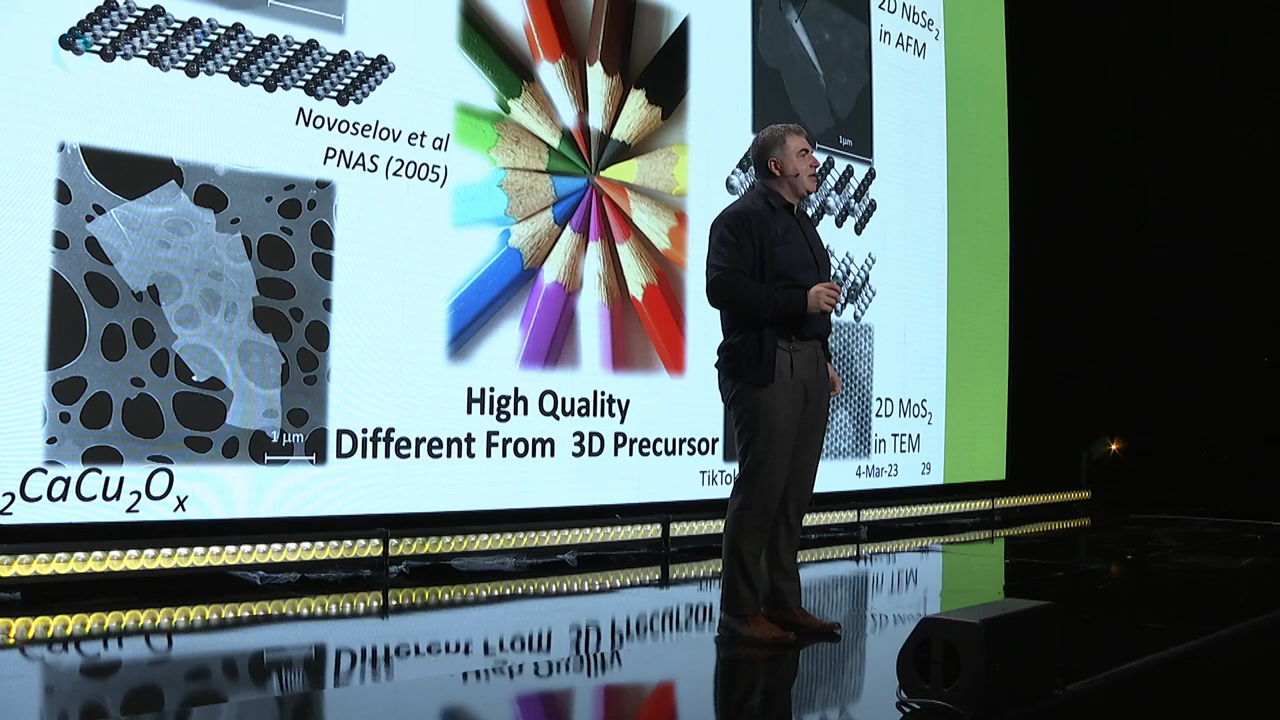 2D NbSe₂
in AFM
Novoselov et al
PNAS (2005)
1μm
1 μm
High Quality
Different From 3D Precursor
2D MoS₂
in TEM
₂CaCu₂Oₓ
TikTok
4-Mar-23
29